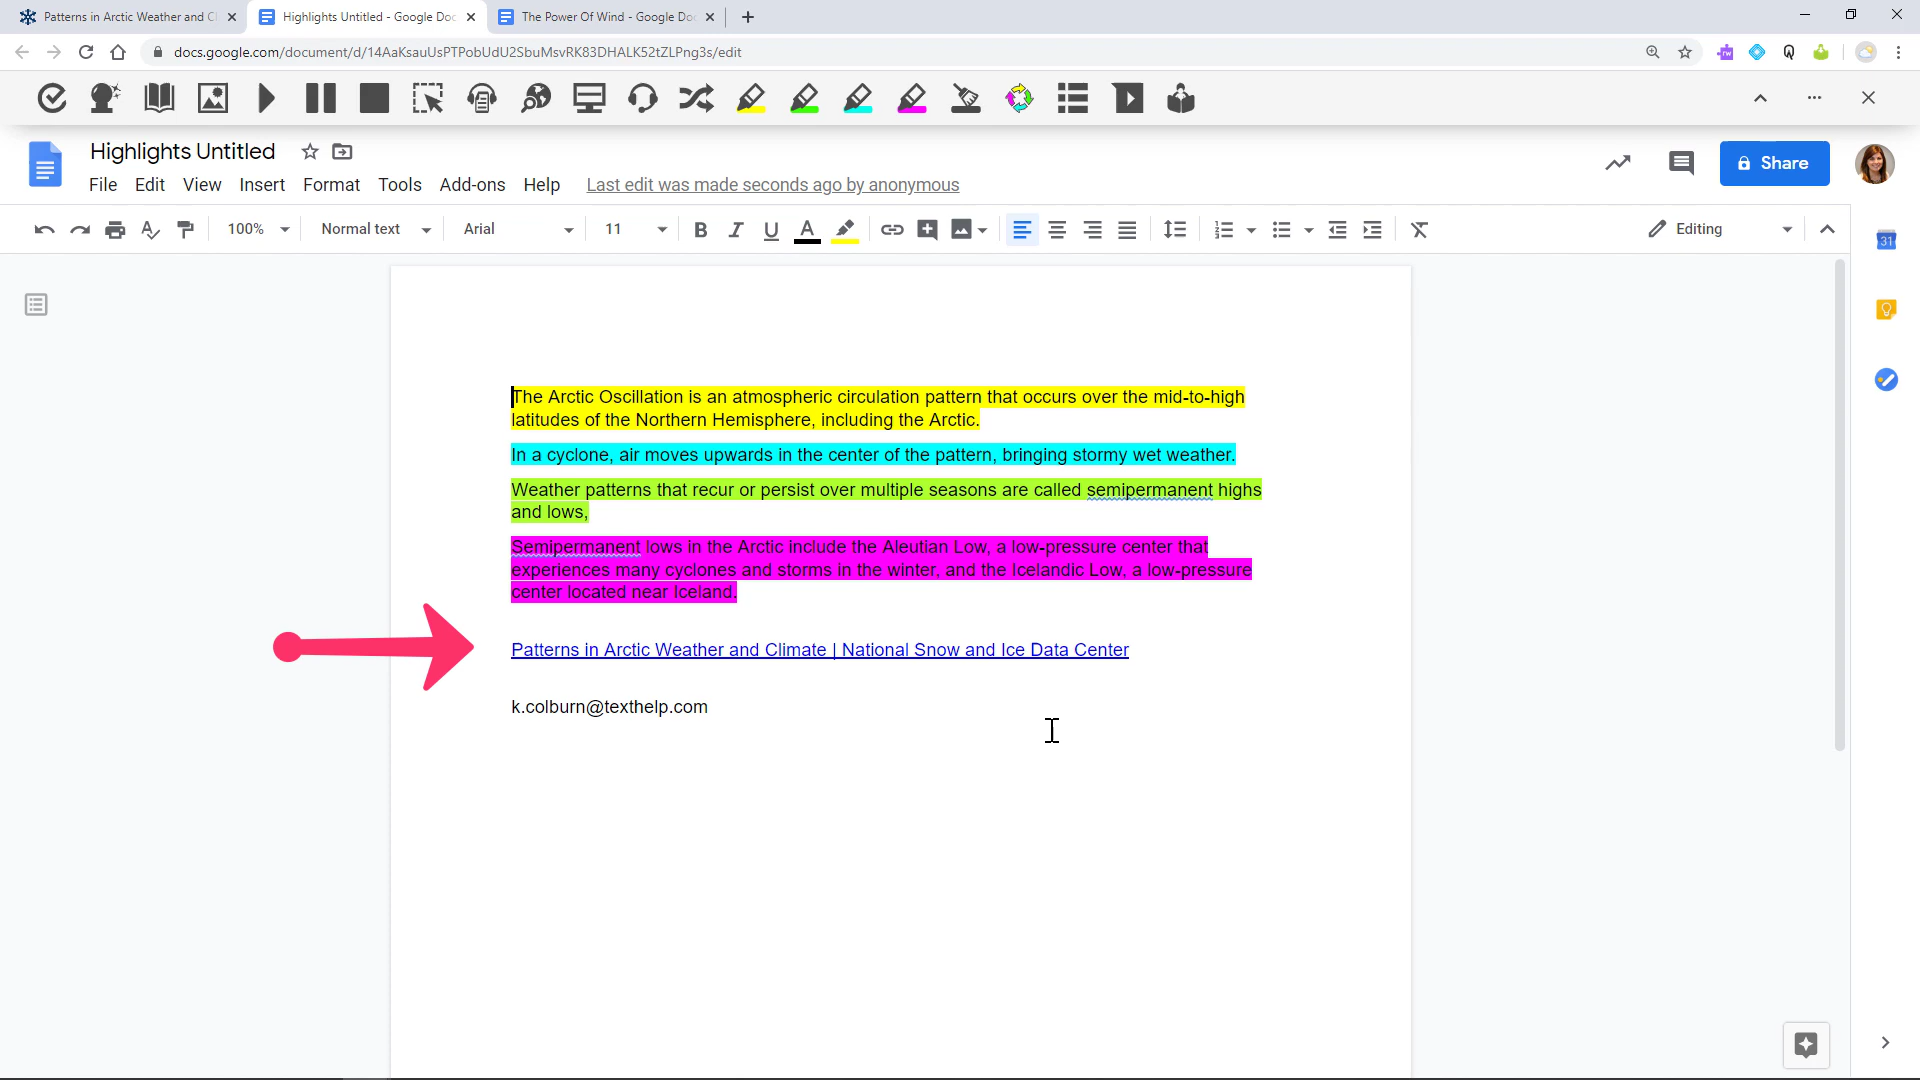 Patterns in Arctic Weather and Cl
Highlights Untitled - Google Doc
The Power Of Wind - Google Doc
docs.google.com/document/d/14AaKsauUsPTPobUdU2SbuMsvRK83DHALK52tZLPng3s/edit
Highlights Untitled
Share
File Edit View Insert Format Tools Add-ons Help Last edit was made seconds ago by anonymous
100% Normal text Arial 11 B I U A Editing
31
The Arctic Oscillation is an atmospheric circulation pattern that occurs over the mid-to-high
latitudes of the Northern Hemisphere, including the Arctic.
In a cyclone, air moves upwards in the center of the pattern, bringing stormy wet weather.
Weather patterns that recur or persist over multiple seasons are called semipermanent highs
and lows,
Semipermanent lows in the Arctic include the Aleutian Low, a low-pressure center that
experiences many cyclones and storms in the winter, and the Icelandic Low, a low-pressure
center located near Iceland.
Patterns in Arctic Weather and Climate | National Snow and Ice Data Center
k.colburn@texthelp.com